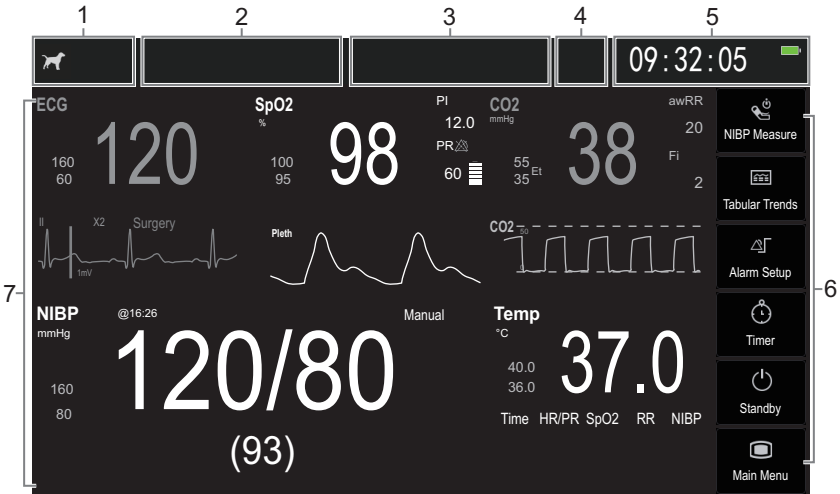 1 2 3 4 5
09:32:05
ECG
120
160
60
SpO2
%
98
100
95
PI
12.0
PR
60
CO2
mmHg
38
55
35
Et
awRR
20
Fi
2
NIBP Measure
Tabular Trends
Alarm Setup
Timer
Standby
Main Menu
II X2 Surgery
1mV
Pleth
CO2
50
0
7
6
NIBP
mmHg
@16:26
Manual
120/80
160
80
(93)
Temp
°C
37.0
40.0
36.0
Time HR/PR SpO2 RR NIBP